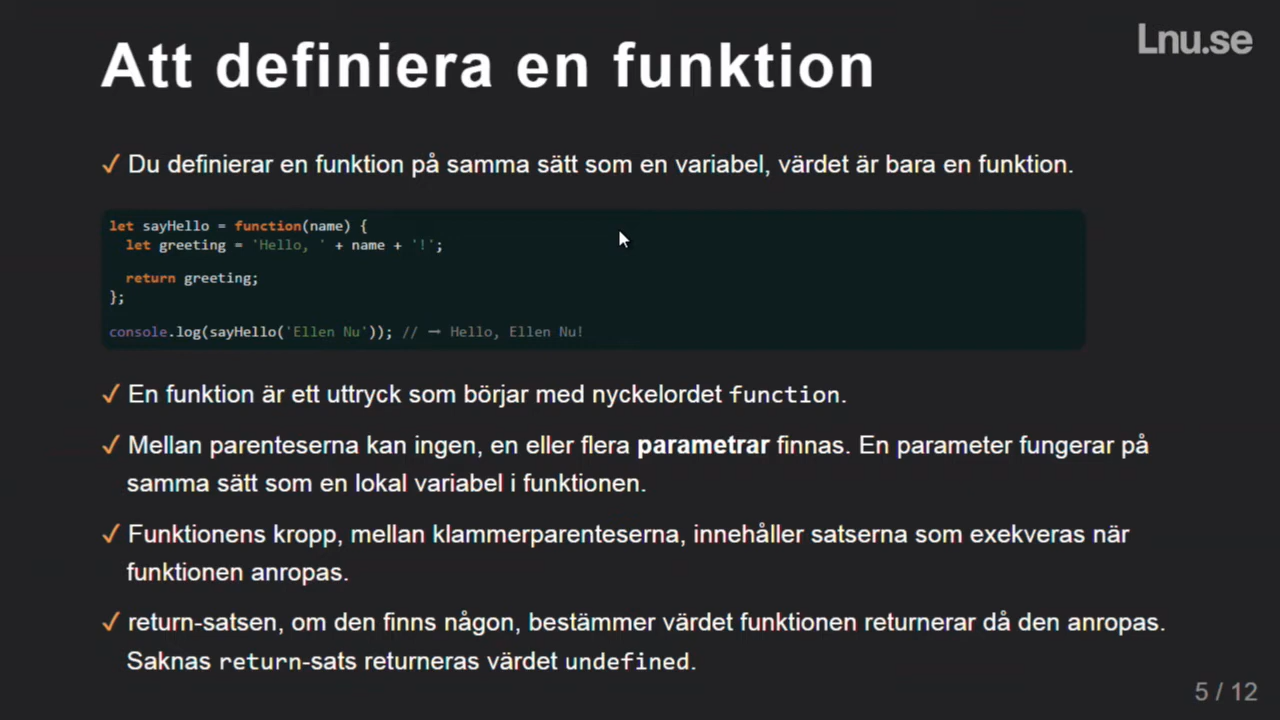 Lnu.se
Att definiera en funktion
✓ Du definierar en funktion på samma sätt som en variabel, värdet är bara en funktion.
let sayHello = function(name) {
  let greeting = 'Hello, ' + name + '!';
  return greeting;
};
console.log(sayHello('Ellen Nu')); // → Hello, Ellen Nu!
✓ En funktion är ett uttryck som börjar med nyckelordet function.
✓ Mellan parenteserna kan ingen, en eller flera parametrar finnas. En parameter fungerar på
samma sätt som en lokal variabel i funktionen.
✓ Funktionens kropp, mellan klammerparenteserna, innehåller satserna som exekveras när
funktionen anropas.
✓ return-satsen, om den finns någon, bestämmer värdet funktionen returnerar då den anropas.
Saknas return-sats returneras värdet undefined.
5 / 12